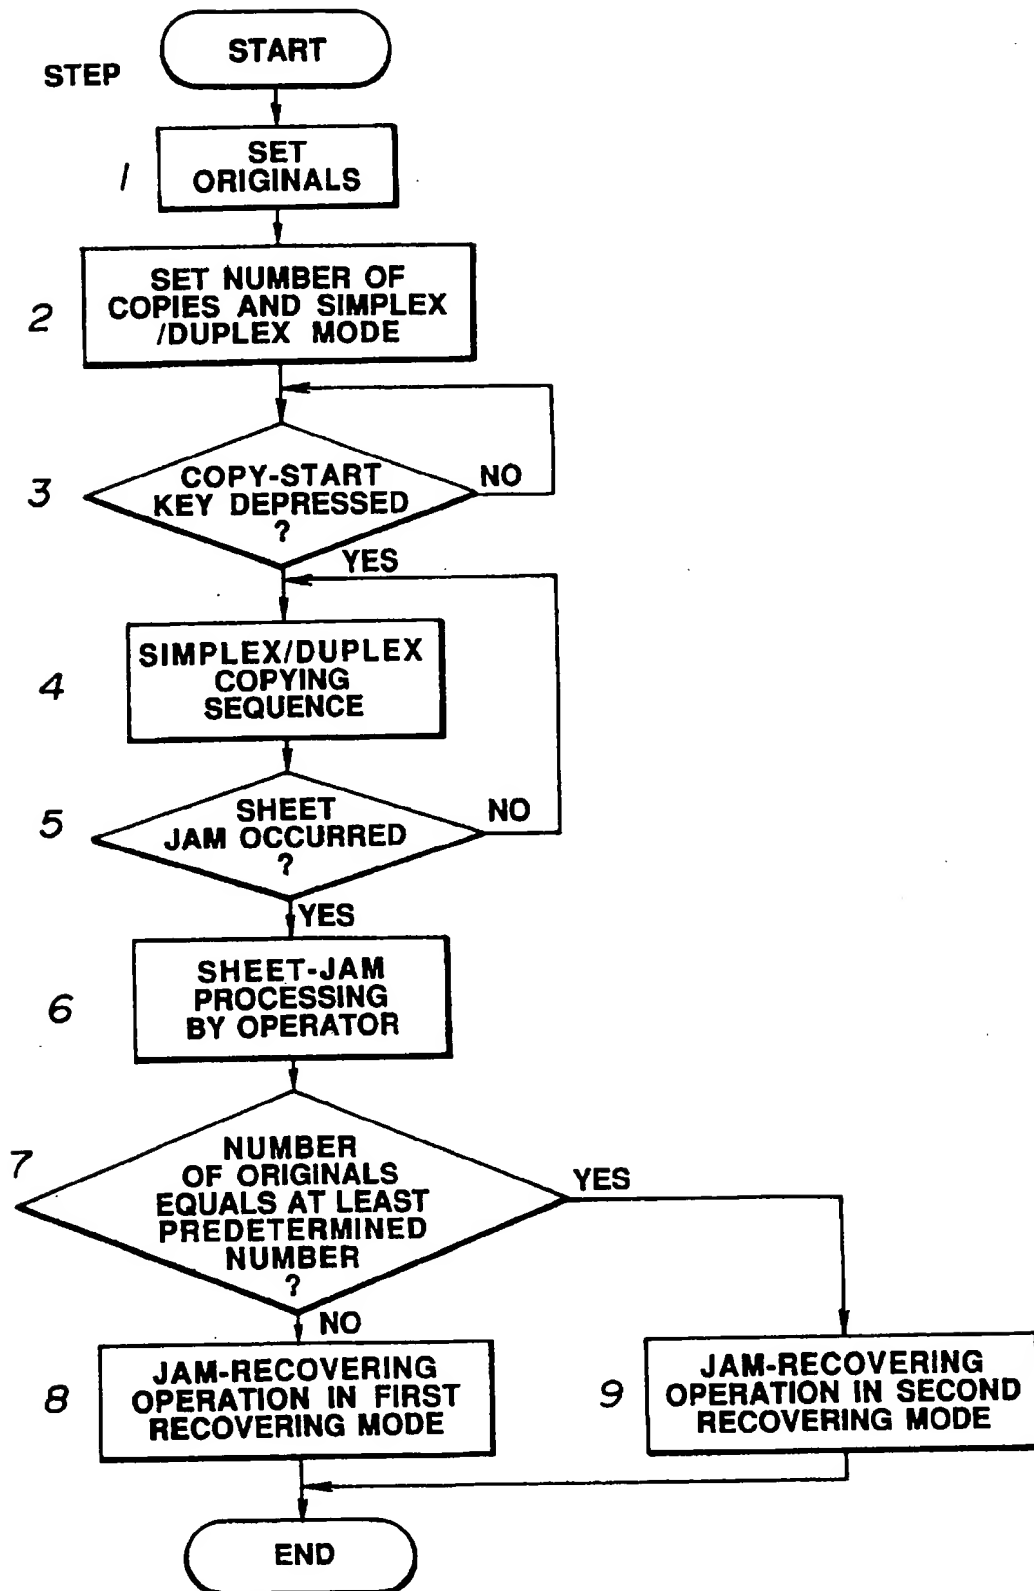 START
STEP
1
SET
ORIGINALS
2
SET NUMBER OF
COPIES AND SIMPLEX
/DUPLEX MODE
3
COPY-START
KEY DEPRESSED
?
NO
YES
4
SIMPLEX/DUPLEX
COPYING
SEQUENCE
5
SHEET
JAM OCCURRED
?
NO
YES
6
SHEET-JAM
PROCESSING
BY OPERATOR
7
NUMBER
OF ORIGINALS
EQUALS AT LEAST
PREDETERMINED
NUMBER
?
YES
NO
8
JAM-RECOVERING
OPERATION IN FIRST
RECOVERING MODE
9
JAM-RECOVERING
OPERATION IN SECOND
RECOVERING MODE
END